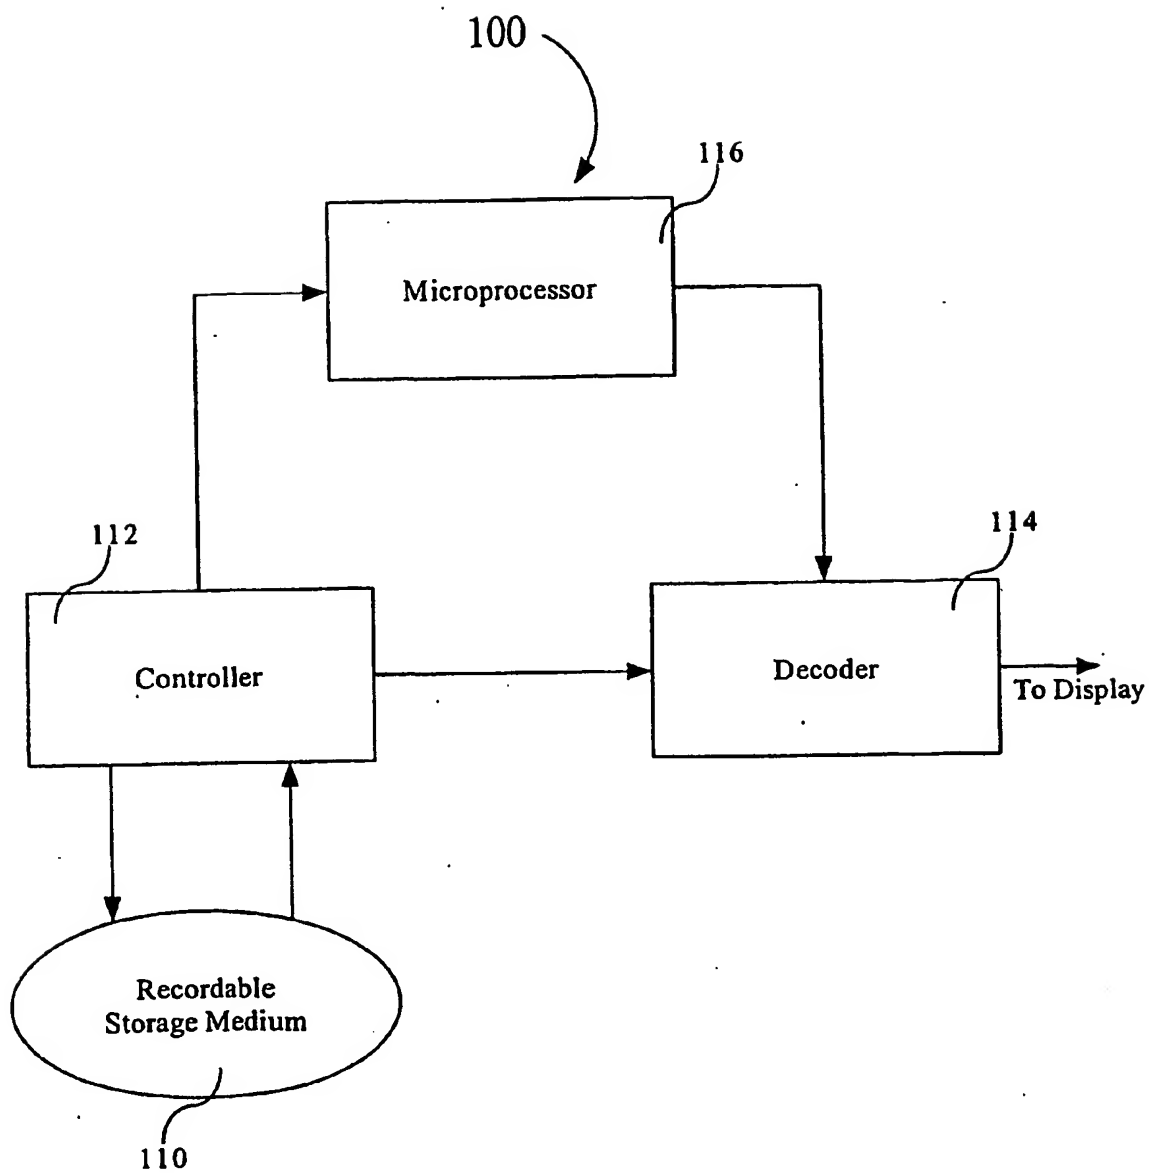 100
116
Microprocessor
112
114
Controller
Decoder
To Display
Recordable
Storage Medium
110